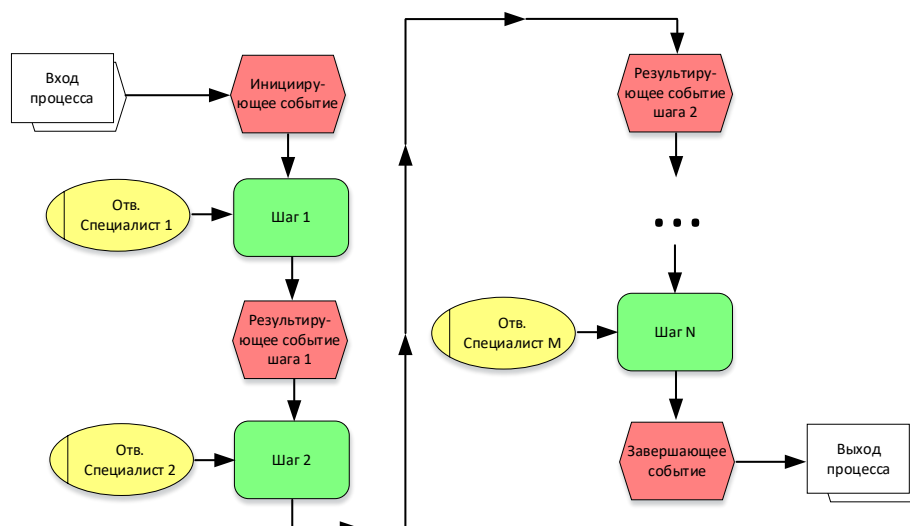 Вход
процесса
Иницииру-
ющее событие
Отв.
Специалист 1
Шаг 1
Результиру-
ющее событие
шага 1
Отв.
Специалист 2
Шаг 2
Результиру-
ющее событие
шага 2
...
Отв.
Специалист М
Шаг N
Завершающее
событие
Выход
процесса